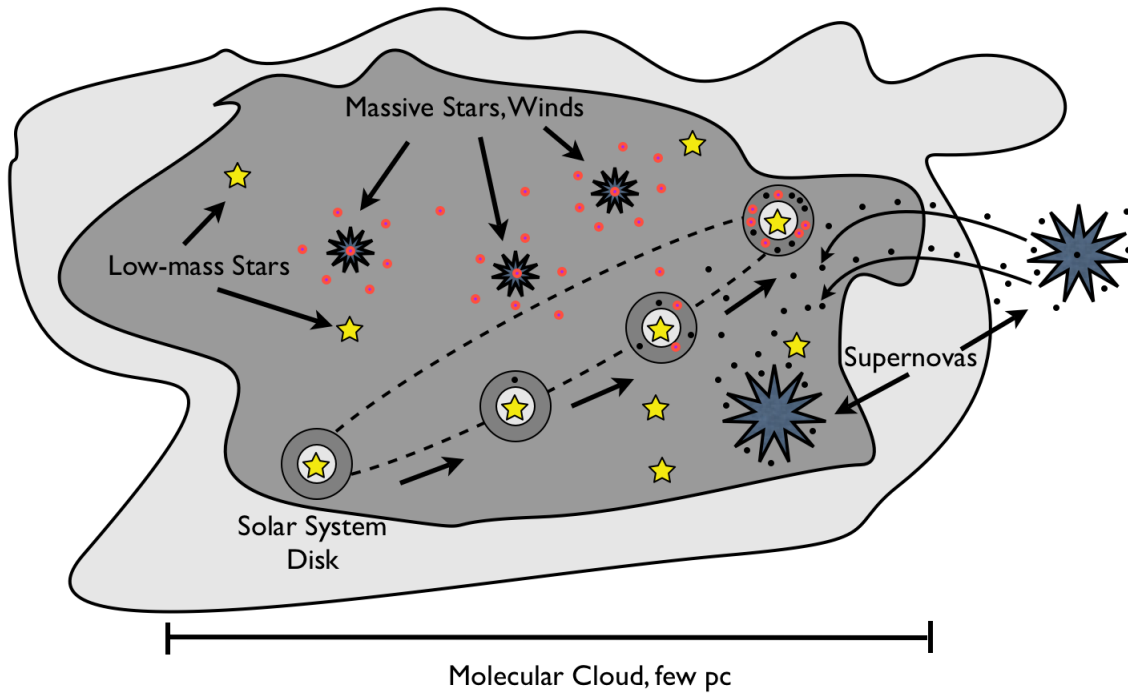 Massive Stars, Winds
Low-mass Stars
Supernovas
Solar System
Disk
Molecular Cloud, few pc